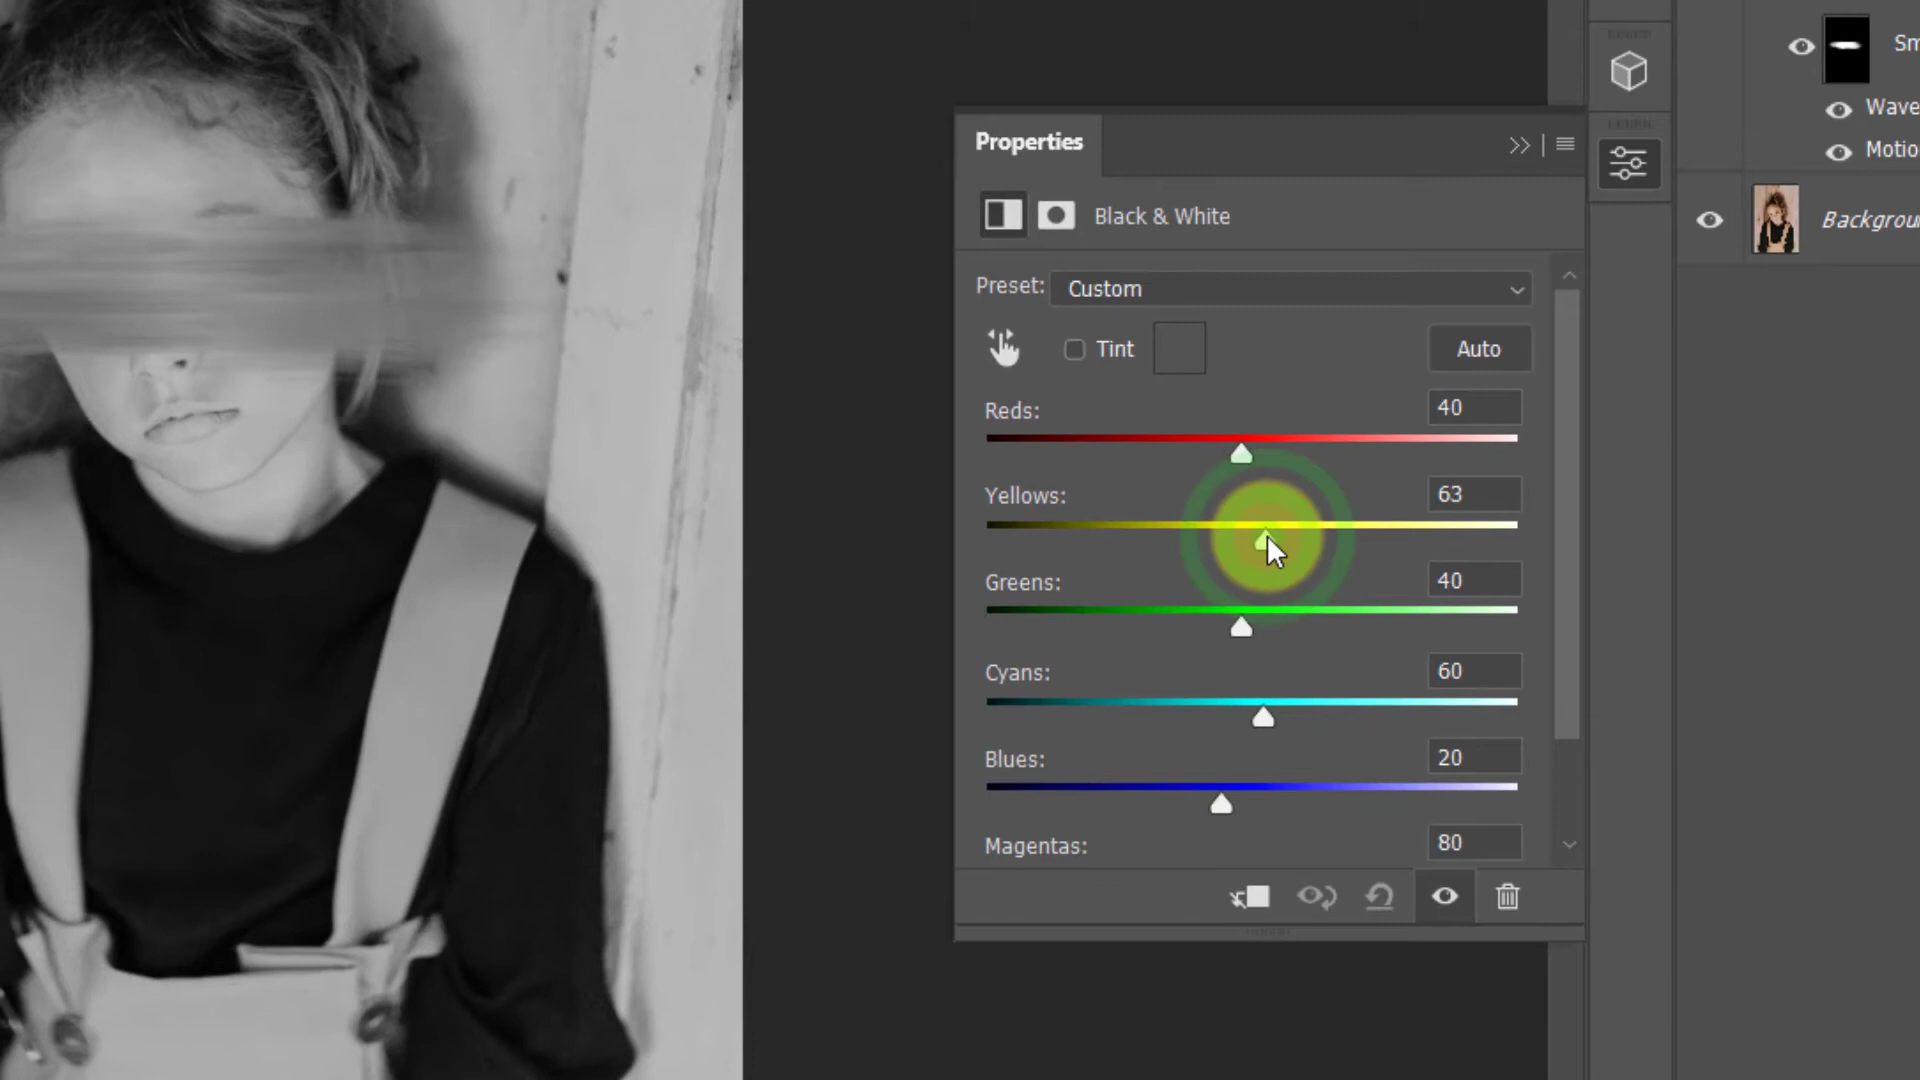 Sm
Wave
Motio
Backgrou
Properties
Black & White
Preset: Custom
Tint Auto
Reds: 40
Yellows: 63
Greens: 40
Cyans: 60
Blues: 20
Magentas: 80